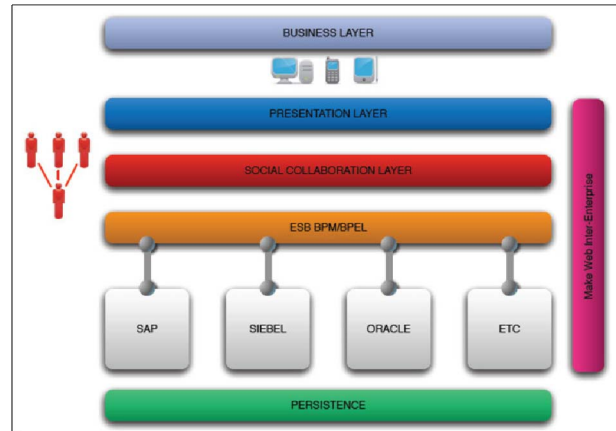 BUSINESS LAYER
PRESENTATION LAYER
SOCIAL COLLABORATION LAYER
ESB BPM/BPEL
SAP
SIEBEL
ORACLE
ETC
PERSISTENCE
Make Web Inter-Enterprise